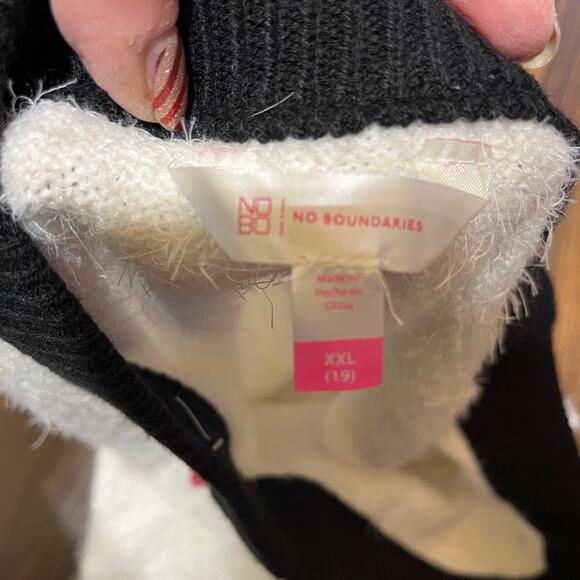 NO
BO
NO BOUNDARIES
Made in/
Hecho en
China
XXL
(19)